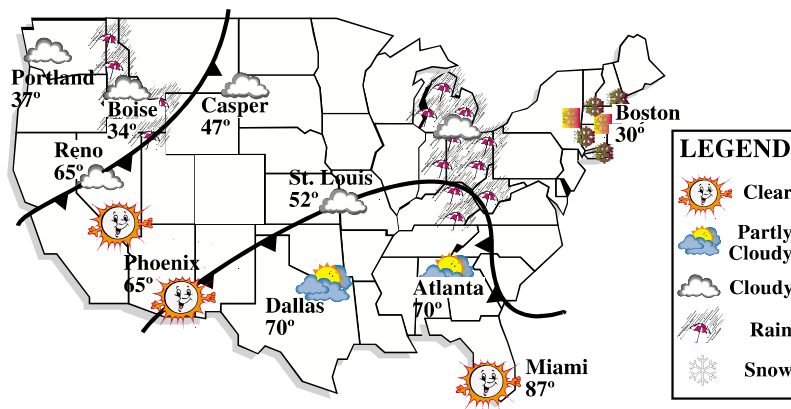 Portland
37º
Boise
34º
Casper
47º
Boston
30º
Reno
65º
St. Louis
52º
Phoenix
65º
Dallas
70º
Atlanta
70º
Miami
87º
LEGEND
Clear
Partly
Cloudy
Cloudy
Rain
Snow